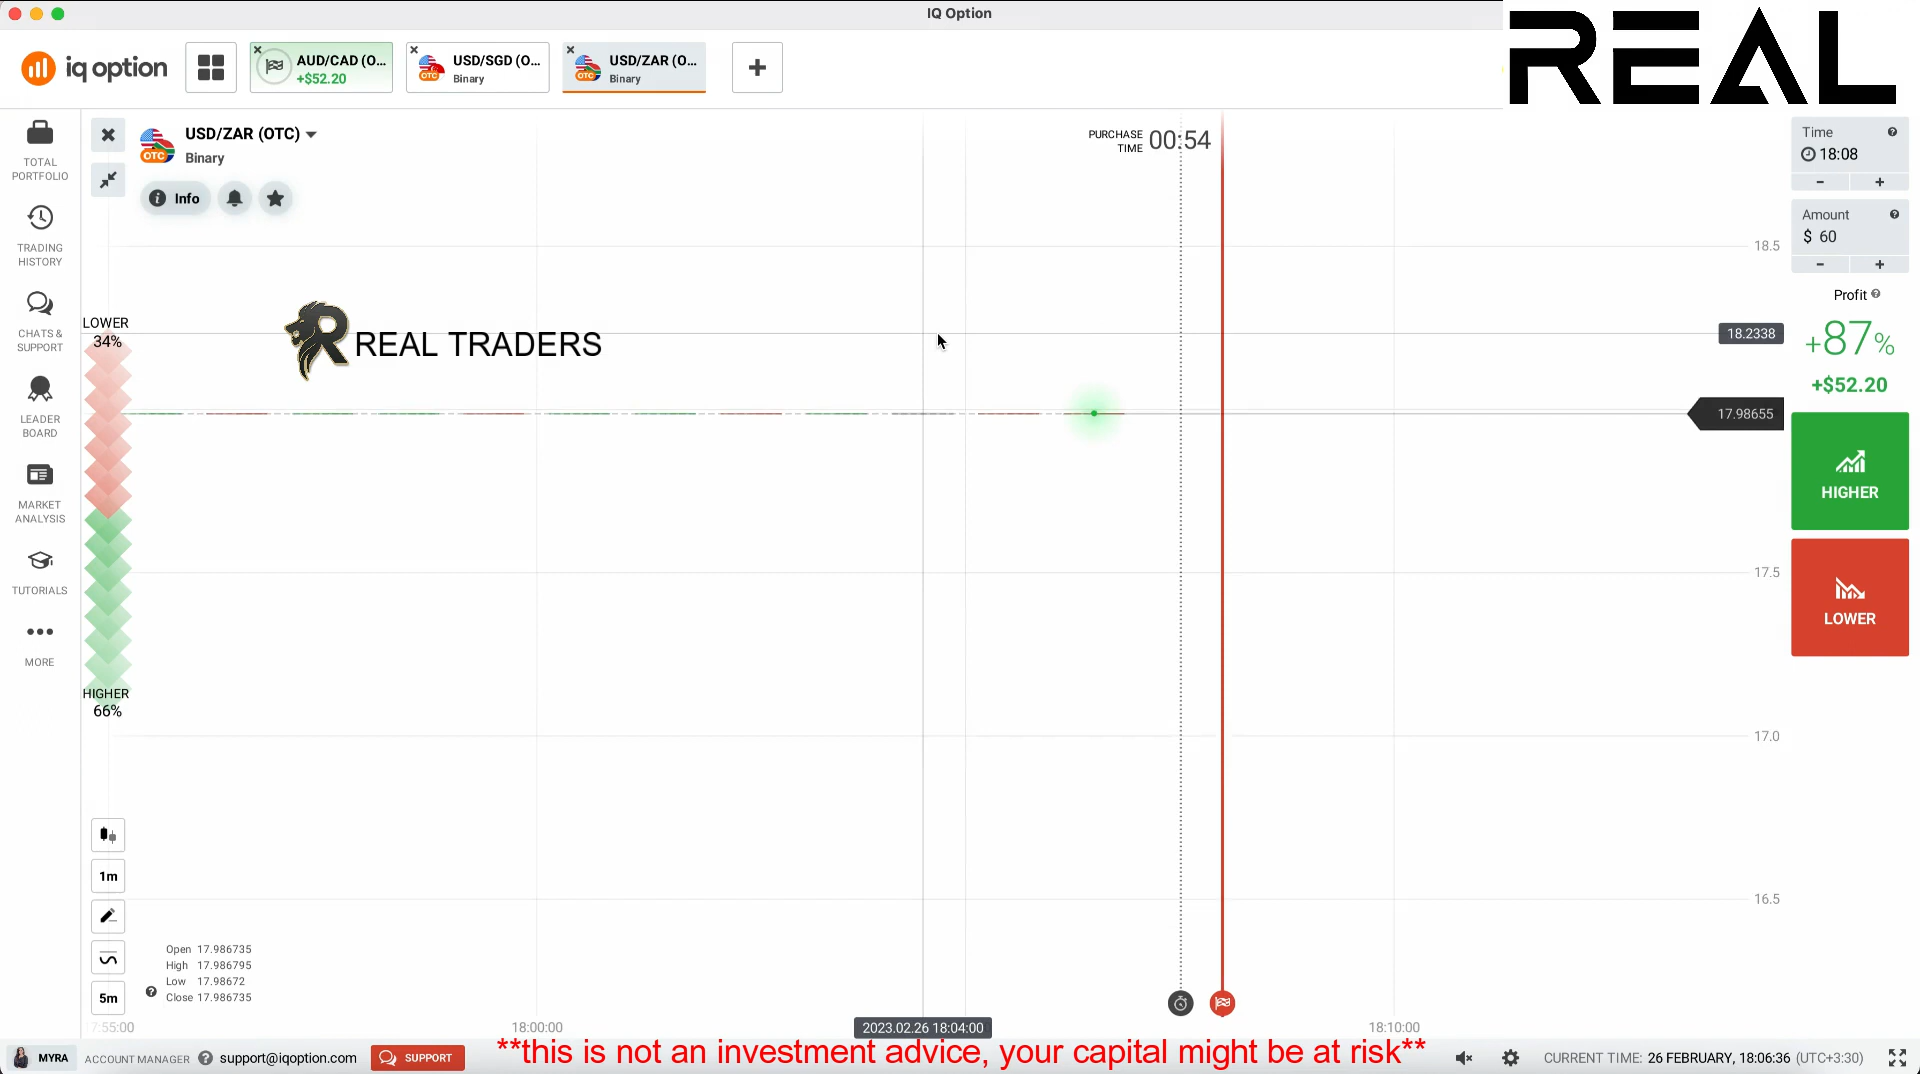 IQ Option
REAL
iq option
AUD/CAD (O...
+$52.20
USD/SGD (O...
Binary
OTC
USD/ZAR (O...
Binary
OTC
+
TOTAL
PORTFOLIO
TRADING
HISTORY
CHATS &
SUPPORT
LEADER
BOARD
MARKET
ANALYSIS
TUTORIALS
MORE
USD/ZAR (OTC)
Binary
OTC
Info
PURCHASE
TIME
00:54
LOWER
34%
HIGHER
66%
R REAL TRADERS
18.5
18.2338
17.98655
17.5
17.0
16.5
Time
18:08
- +
Amount
$ 60
- +
Profit
+87%
+$52.20
HIGHER
LOWER
1m
5m
Open 17.986735
High 17.986795
Low 17.98672
Close 17.986735
7:55:00
18:00:00
2023.02.26 18:04:00
18:10:00
MYRA
ACCOUNT MANAGER
support@iqoption.com
SUPPORT
**this is not an investment advice, your capital might be at risk**
CURRENT TIME: 26 FEBRUARY, 18:06:36 (UTC+3:30)